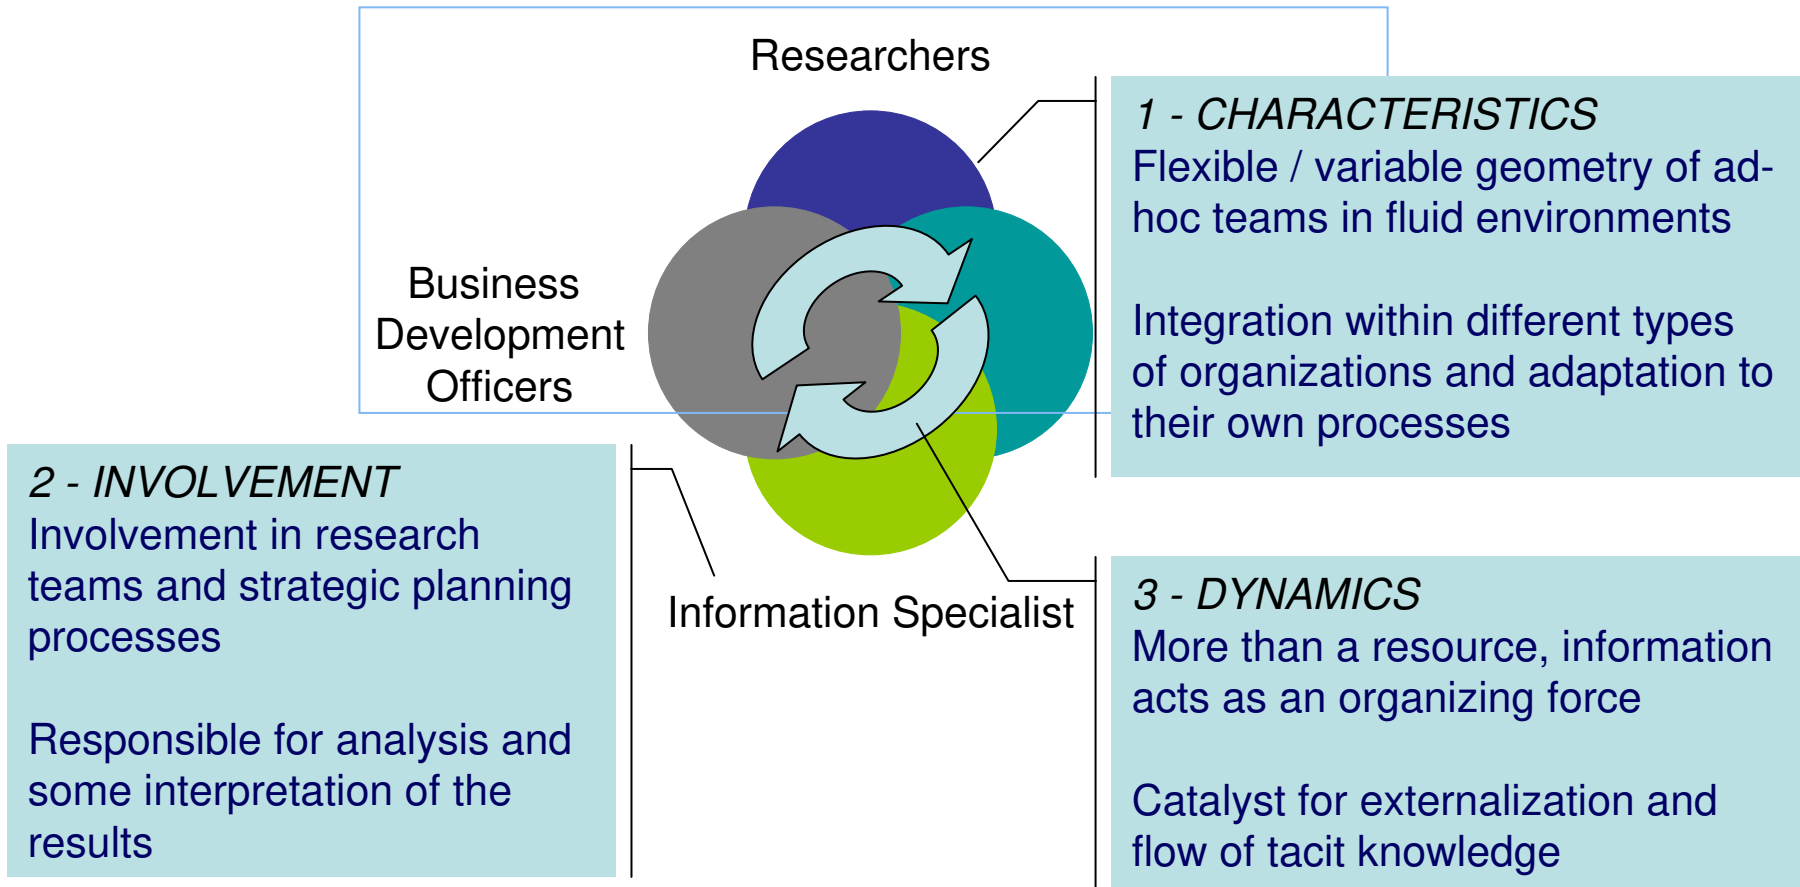 Researchers
Business
Development
Officers
Information Specialist
1 - CHARACTERISTICS
Flexible / variable geometry of ad-
hoc teams in fluid environments
Integration within different types
of organizations and adaptation to
their own processes
2 - INVOLVEMENT
Involvement in research
teams and strategic planning
processes
Responsible for analysis and
some interpretation of the
results
3 - DYNAMICS
More than a resource, information
acts as an organizing force
Catalyst for externalization and
flow of tacit knowledge